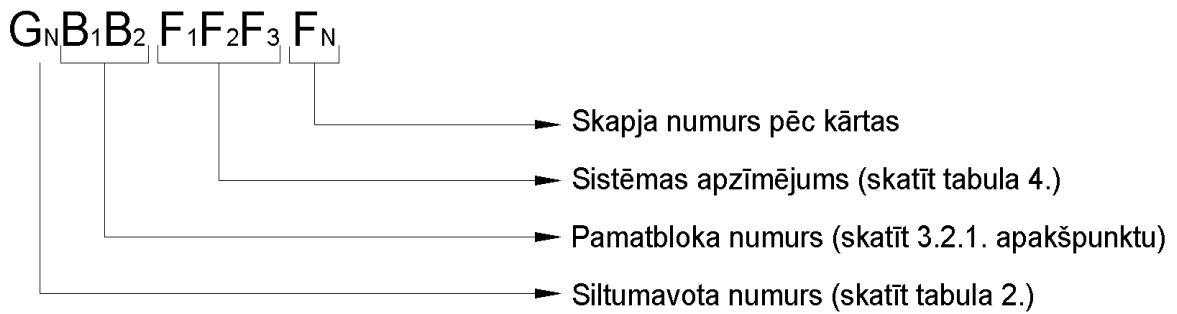 GNB1B2 F1F2F3 FN
Skapja numurs pēc kārtas
Sistēmas apzīmējums (skatīt tabula 4.)
Pamatbloka numurs (skatīt 3.2.1. apakšpunktu)
Siltumavota numurs (skatīt tabula 2.)